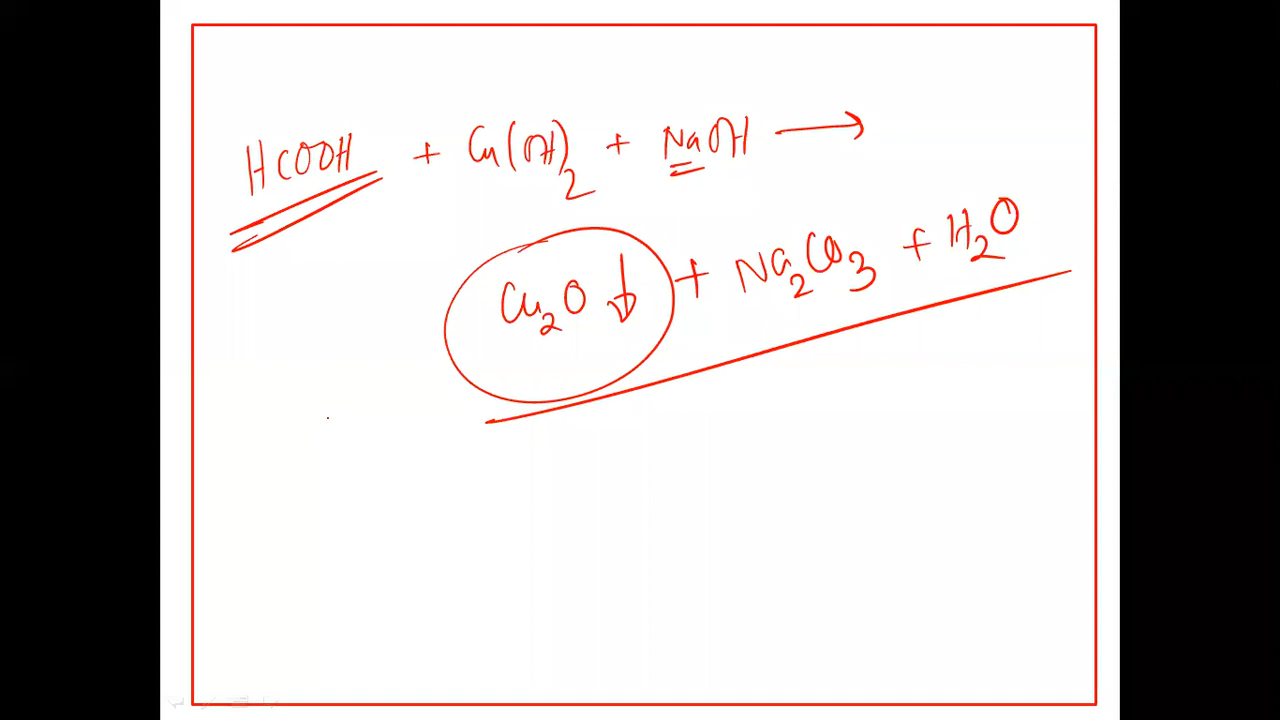 HCOOH + Cu(OH)₂ + NaOH ⟶
Cu₂O ↓ + Na₂CO₃ + H₂O